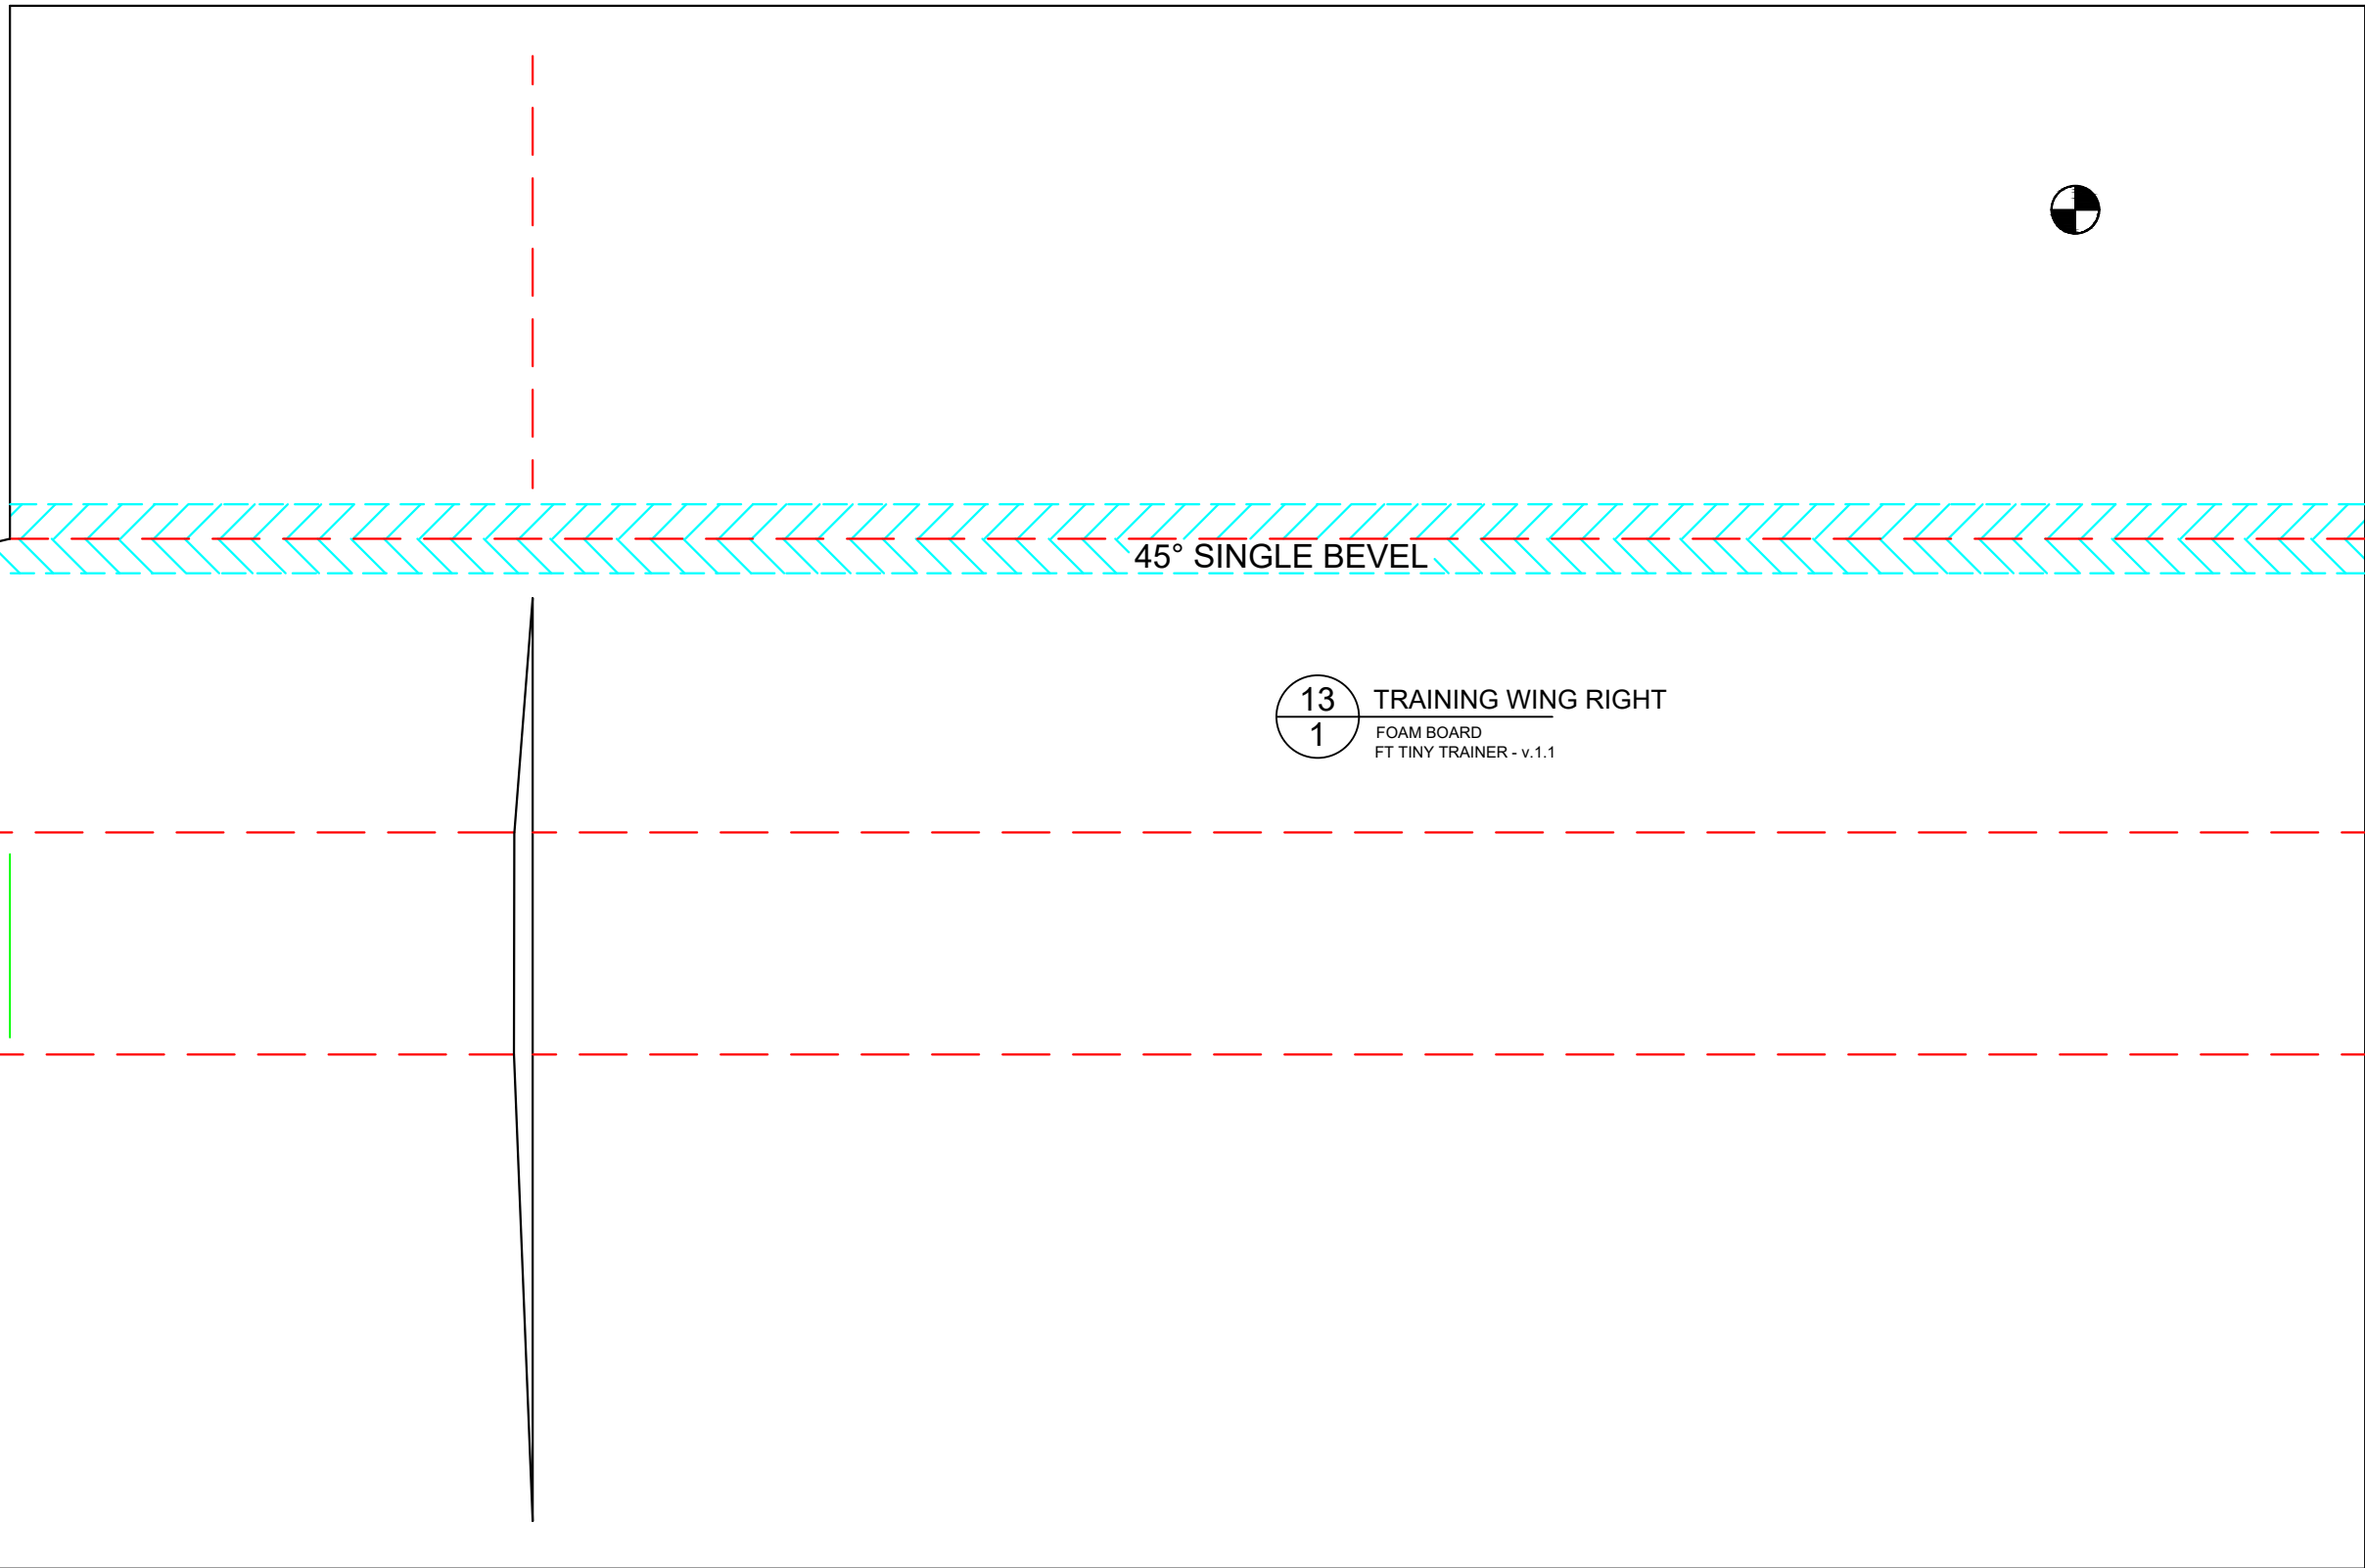 45° SINGLE BEVEL
13
1
TRAINING WING RIGHT
FOAM BOARD
FT TINY TRAINER - v.1.1